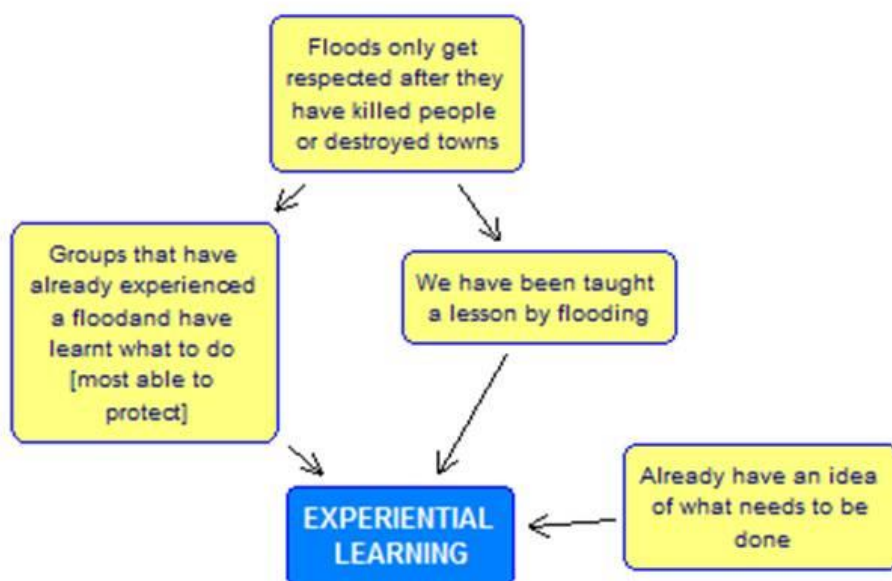 Floods only get
respected after they
have killed people
or destroyed towns
Groups that have
already experienced
a floodand have
learnt what to do
[most able to
protect]
We have been taught
a lesson by flooding
Already have an idea
of what needs to be
done
EXPERIENTIAL
LEARNING